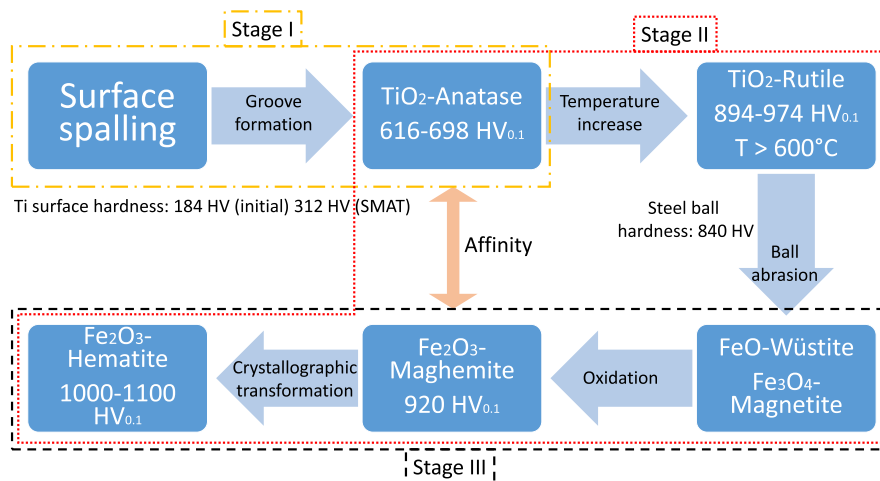 Stage I
Stage II
Surface
spalling
Groove
formation
TiO₂-Anatase
616-698 HV₀.₁
Temperature
increase
TiO₂-Rutile
894-974 HV₀.₁
T > 600°C
Ti surface hardness: 184 HV (initial) 312 HV (SMAT)
Steel ball
hardness: 840 HV
Affinity
Ball
abrasion
Fe₂O₃-
Hematite
1000-1100
HV₀.₁
Crystallographic
transformation
Fe₂O₃-
Maghemite
920 HV₀.₁
Oxidation
FeO-Wüstite
Fe₃O₄-
Magnetite
Stage III